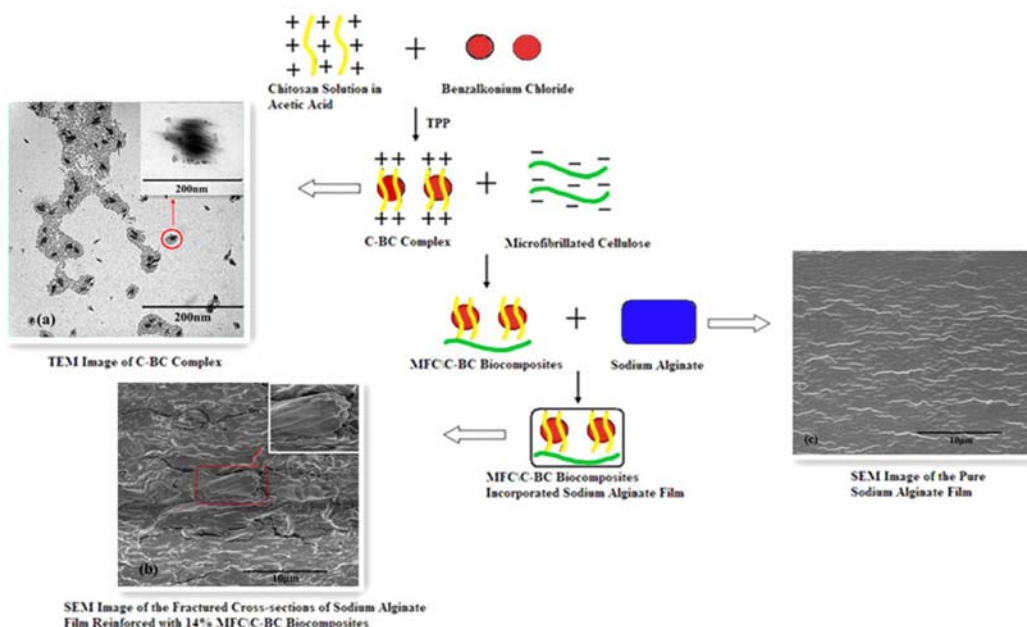 Chitosan Solution in
Acetic Acid
Benzalkonium Chloride
TPP
200nm
200nm
(a)
TEM Image of C-BC Complex
C-BC Complex
Microfibrillated Cellulose
MFC\C-BC Biocomposites
Sodium Alginate
(c)
10μm
SEM Image of the Pure
Sodium Alginate Film
MFC\C-BC Biocomposites
Incorporated Sodium Alginate Film
(b)
10μm
SEM Image of the Fractured Cross-sections of Sodium Alginate
Film Reinforced with 14% MFC\C-BC Biocomposites